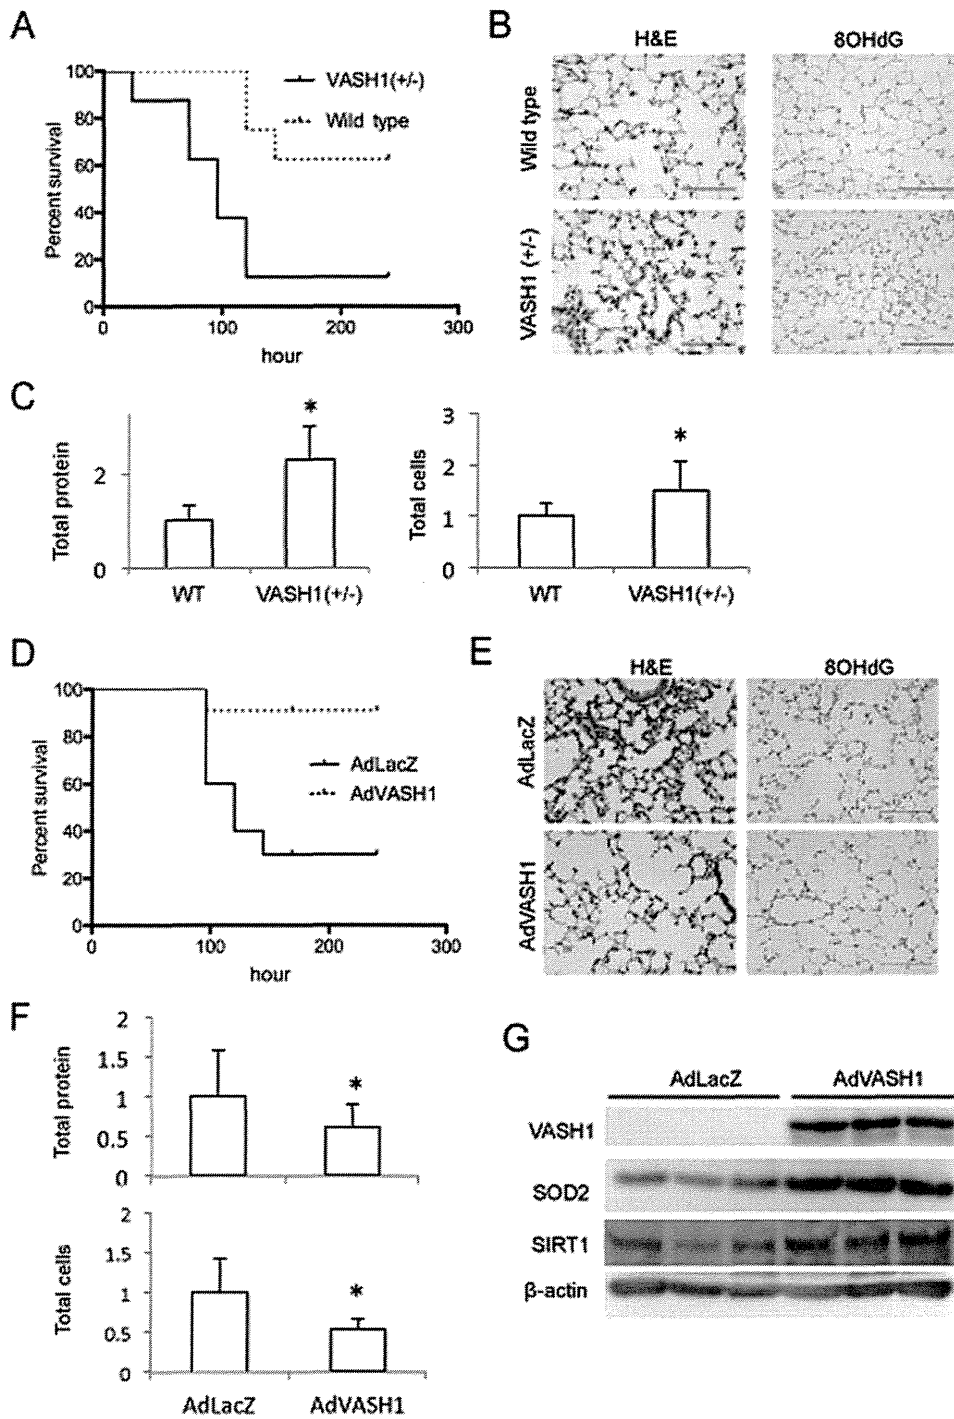 A
Percent survival
100
80
60
40
20
0
0 100 200 300
hour
VASH1(+/-)
Wild type
B
H&E 8OHdG
Wild type
VASH1 (+/-)
C
Total protein
2
0
WT VASH1(+/-)
*
Total cells
3
2
1
0
WT VASH1(+/-)
*
D
Percent survival
100
80
60
40
20
0
0 100 200 300
hour
AdLacZ
AdVASH1
E
H&E 8OHdG
AdLacZ
AdVASH1
F
Total protein
2
1.5
1
0.5
0
*
Total cells
2
1.5
1
0.5
0
*
AdLacZ AdVASH1
G
AdLacZ AdVASH1
VASH1
SOD2
SIRT1
β-actin